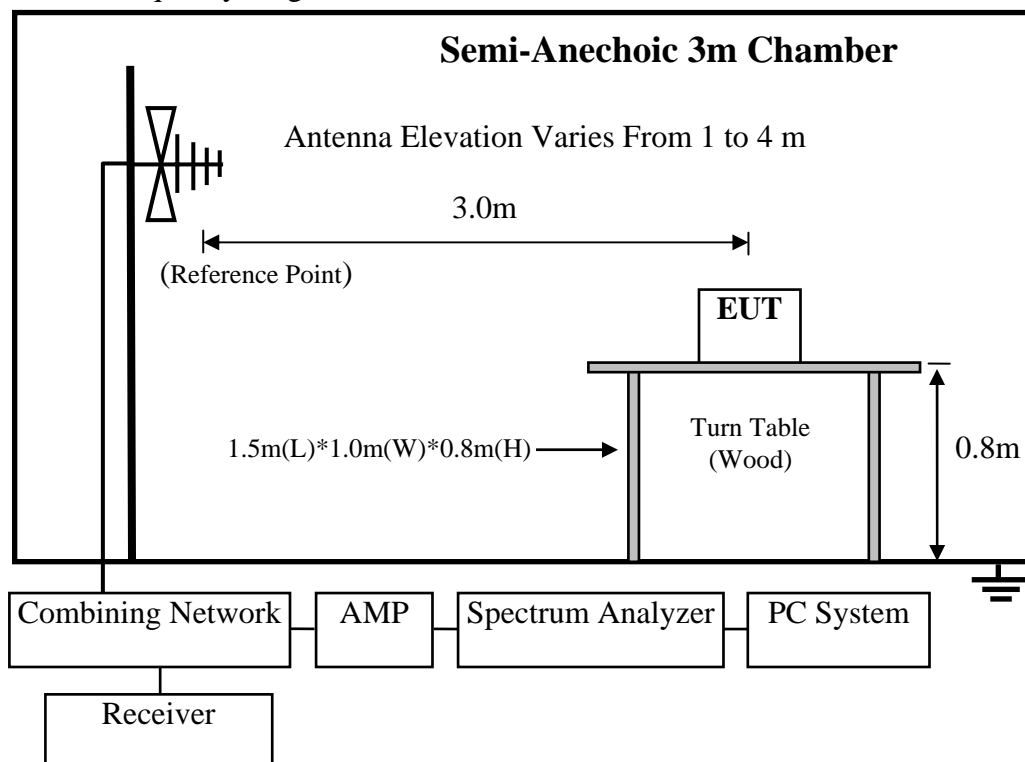 Semi-Anechoic 3m Chamber
Antenna Elevation Varies From 1 to 4 m
3.0m
(Reference Point)
EUT
1.5m(L)*1.0m(W)*0.8m(H)
Turn Table
(Wood)
0.8m
Combining Network
AMP
Spectrum Analyzer
PC System
Receiver